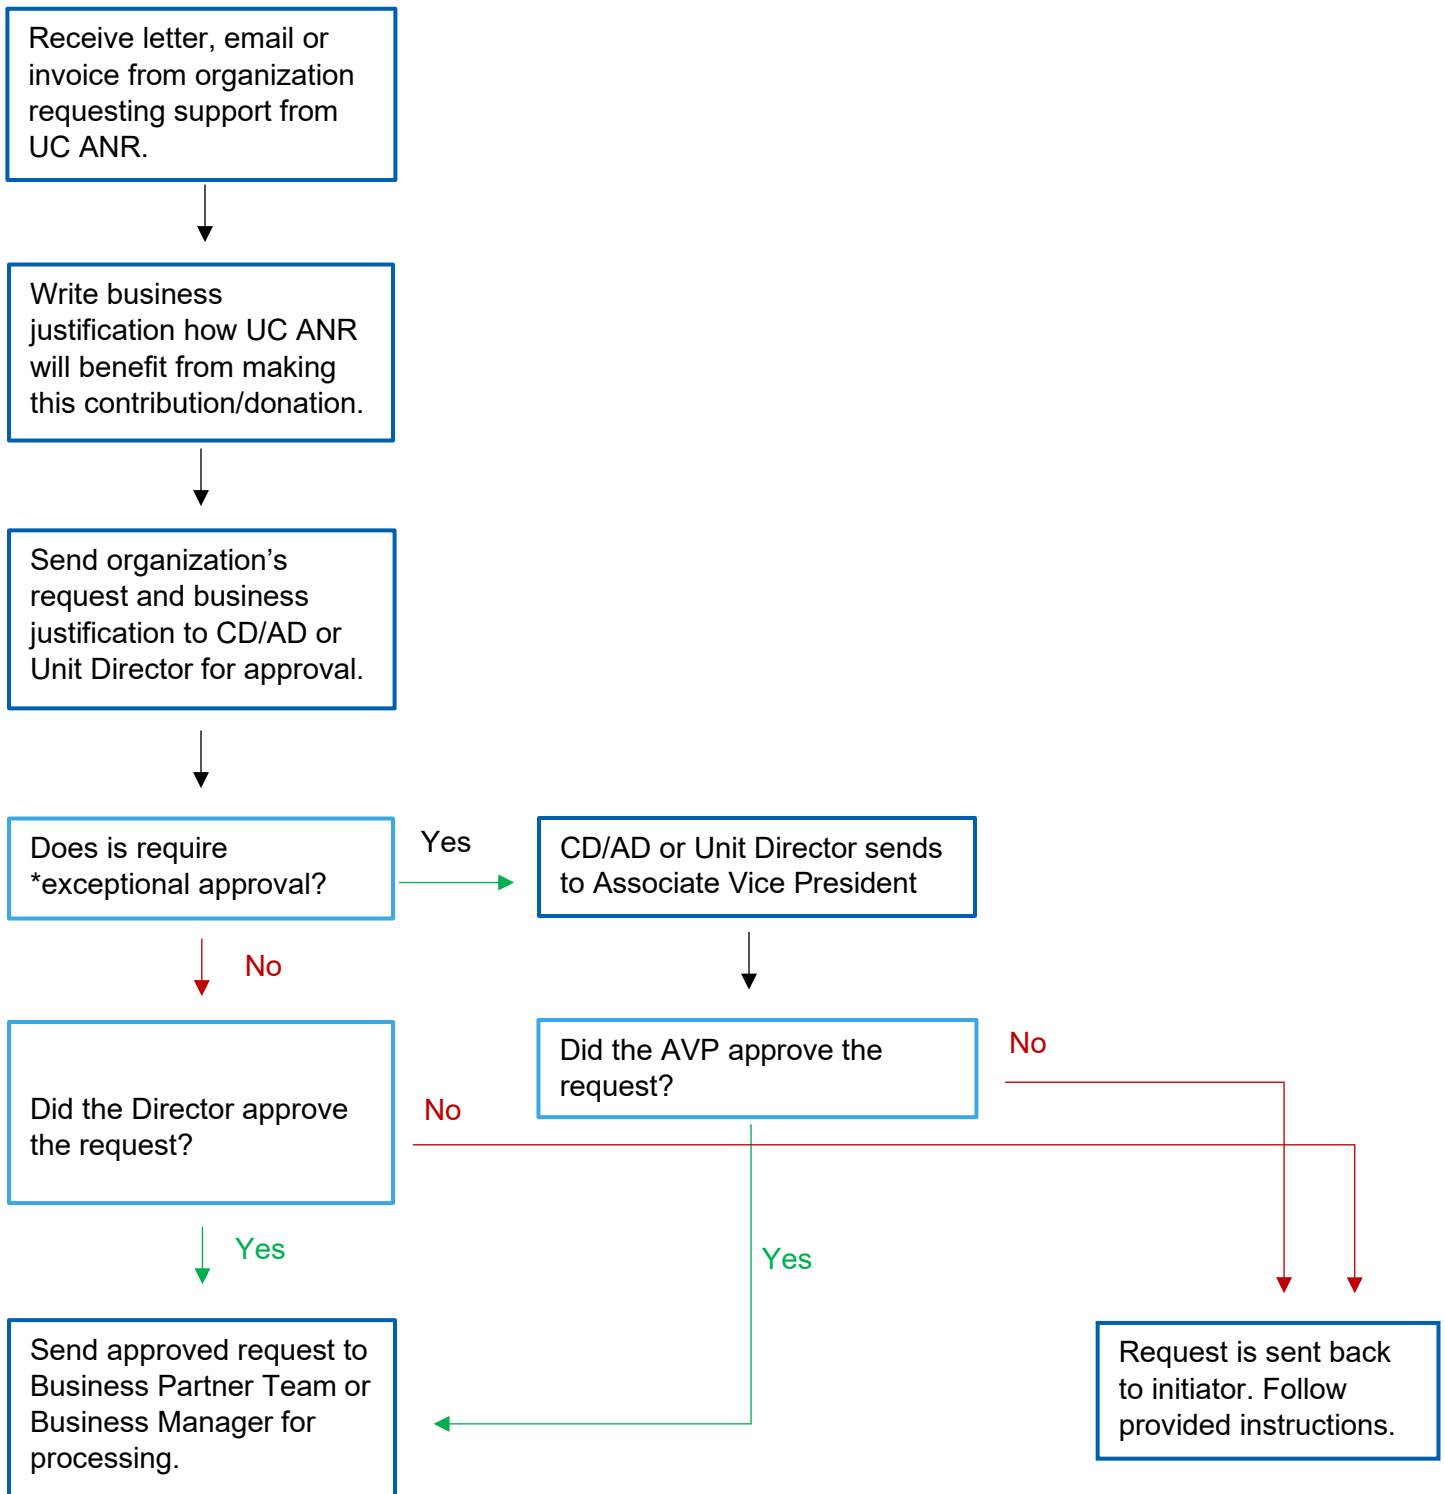 Receive letter, email or
invoice from organization
requesting support from
UC ANR.
Write business
justification how UC ANR
will benefit from making
this contribution/donation.
Send organization’s
request and business
justification to CD/AD or
Unit Director for approval.
Does is require
*exceptional approval?
Yes
CD/AD or Unit Director sends
to Associate Vice President
No
Did the AVP approve the
request?
No
Did the Director approve
the request?
No
Yes
Yes
Send approved request to
Business Partner Team or
Business Manager for
processing.
Request is sent back
to initiator. Follow
provided instructions.